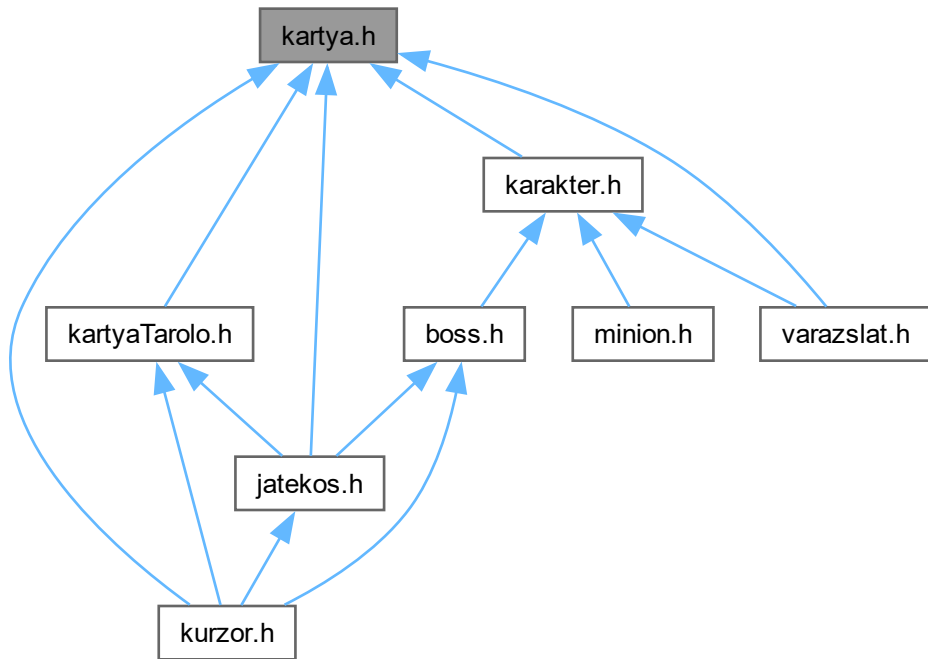 kartya.h
karakter.h
kartyaTarolo.h
boss.h
minion.h
varazslat.h
jatekos.h
kurzor.h